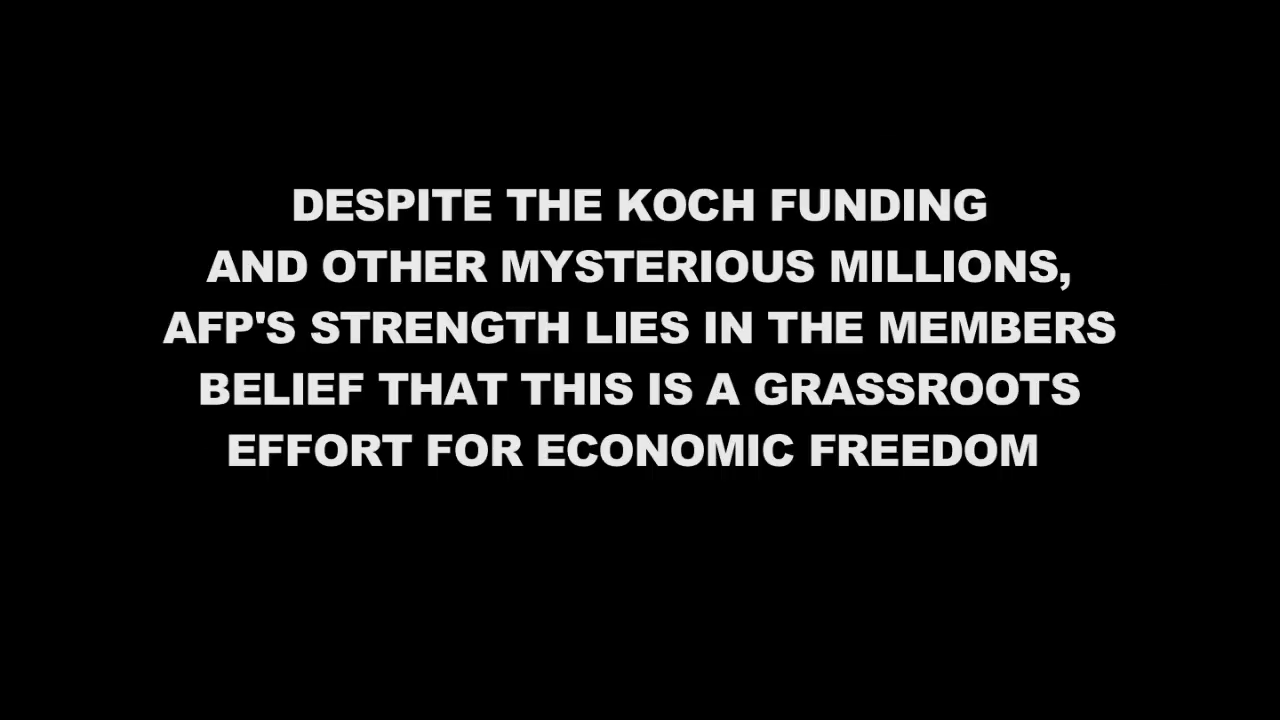 DESPITE THE KOCH FUNDING
AND OTHER MYSTERIOUS MILLIONS,
AFP'S STRENGTH LIES IN THE MEMBERS
BELIEF THAT THIS IS A GRASSROOTS
EFFORT FOR ECONOMIC FREEDOM